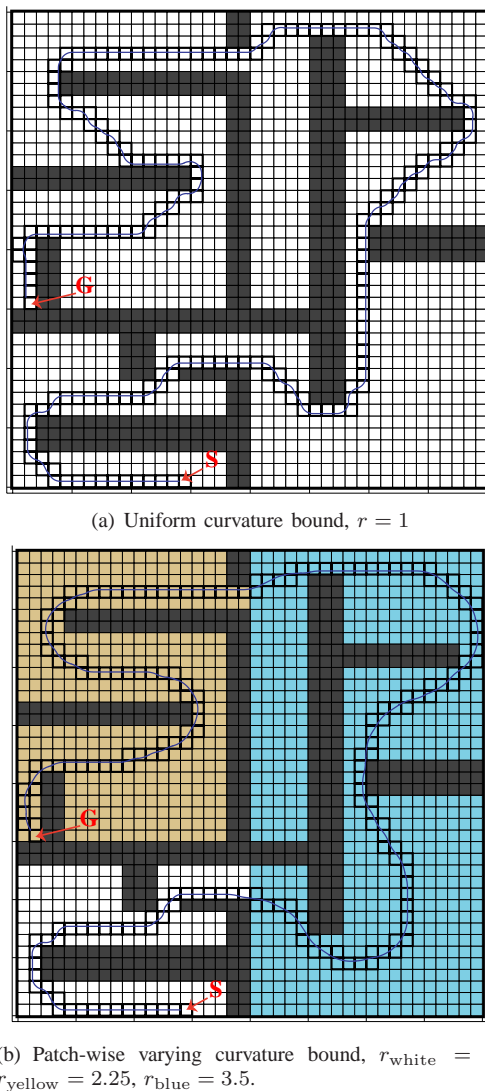 G
S
(a) Uniform curvature bound, r = 1
G
S
(b) Patch-wise varying curvature bound, r_white =
r_yellow = 2.25, r_blue = 3.5.